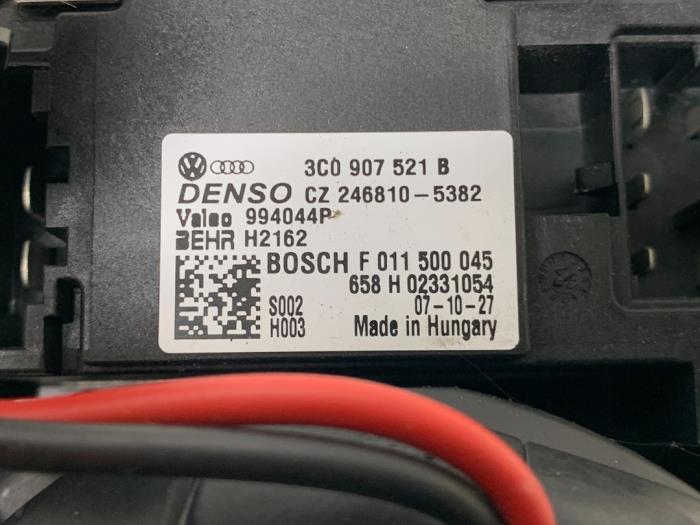 3C0 907 521 B
DENSO CZ 246810-5382
Valeo 994044P
BEHR H2162
BOSCH F 011 500 045
658 H 02331054
S002 07-10-27
H003 Made in Hungary